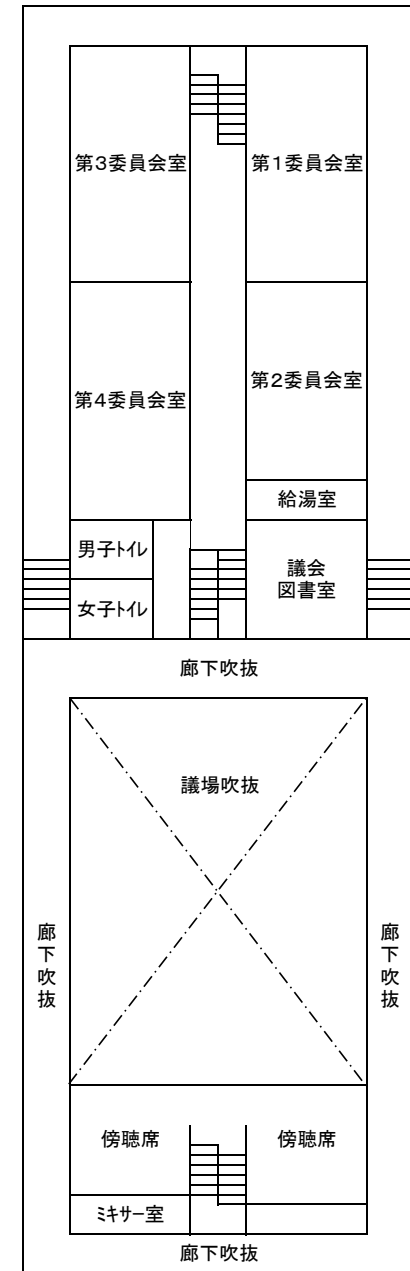 第3委員会室
第1委員会室
第4委員会室
第2委員会室
給湯室
男子ﾄｲﾚ
女子ﾄｲﾚ
議会
図書室
廊下吹抜
議場吹抜
廊下吹抜
廊下吹抜
傍聴席
傍聴席
ﾐｷｻｰ室
廊下吹抜